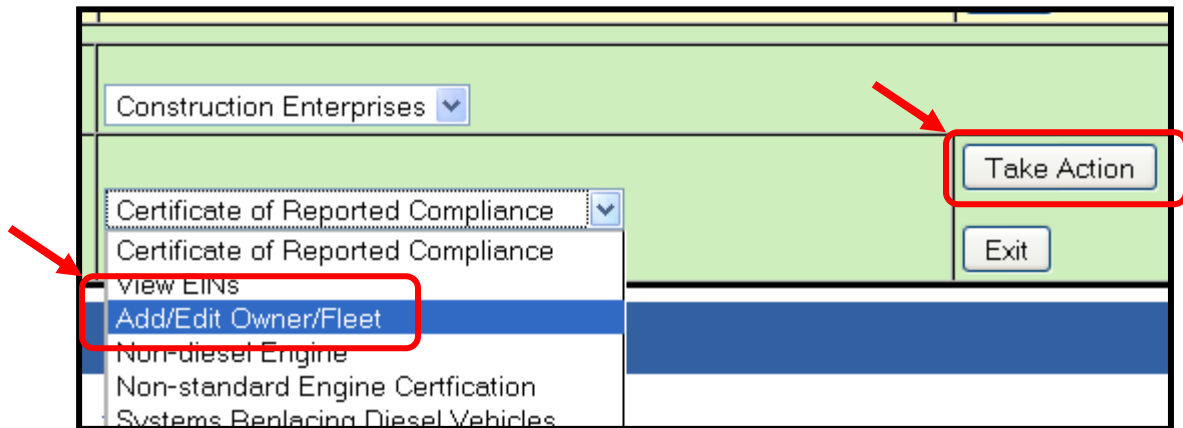 Construction Enterprises
Take Action
Certificate of Reported Compliance
Certificate of Reported Compliance
Exit
View EINs
Add/Edit Owner/Fleet
Non-diesel Engine
Non-standard Engine Certfication
Systems Replacing Diesel Vehicles